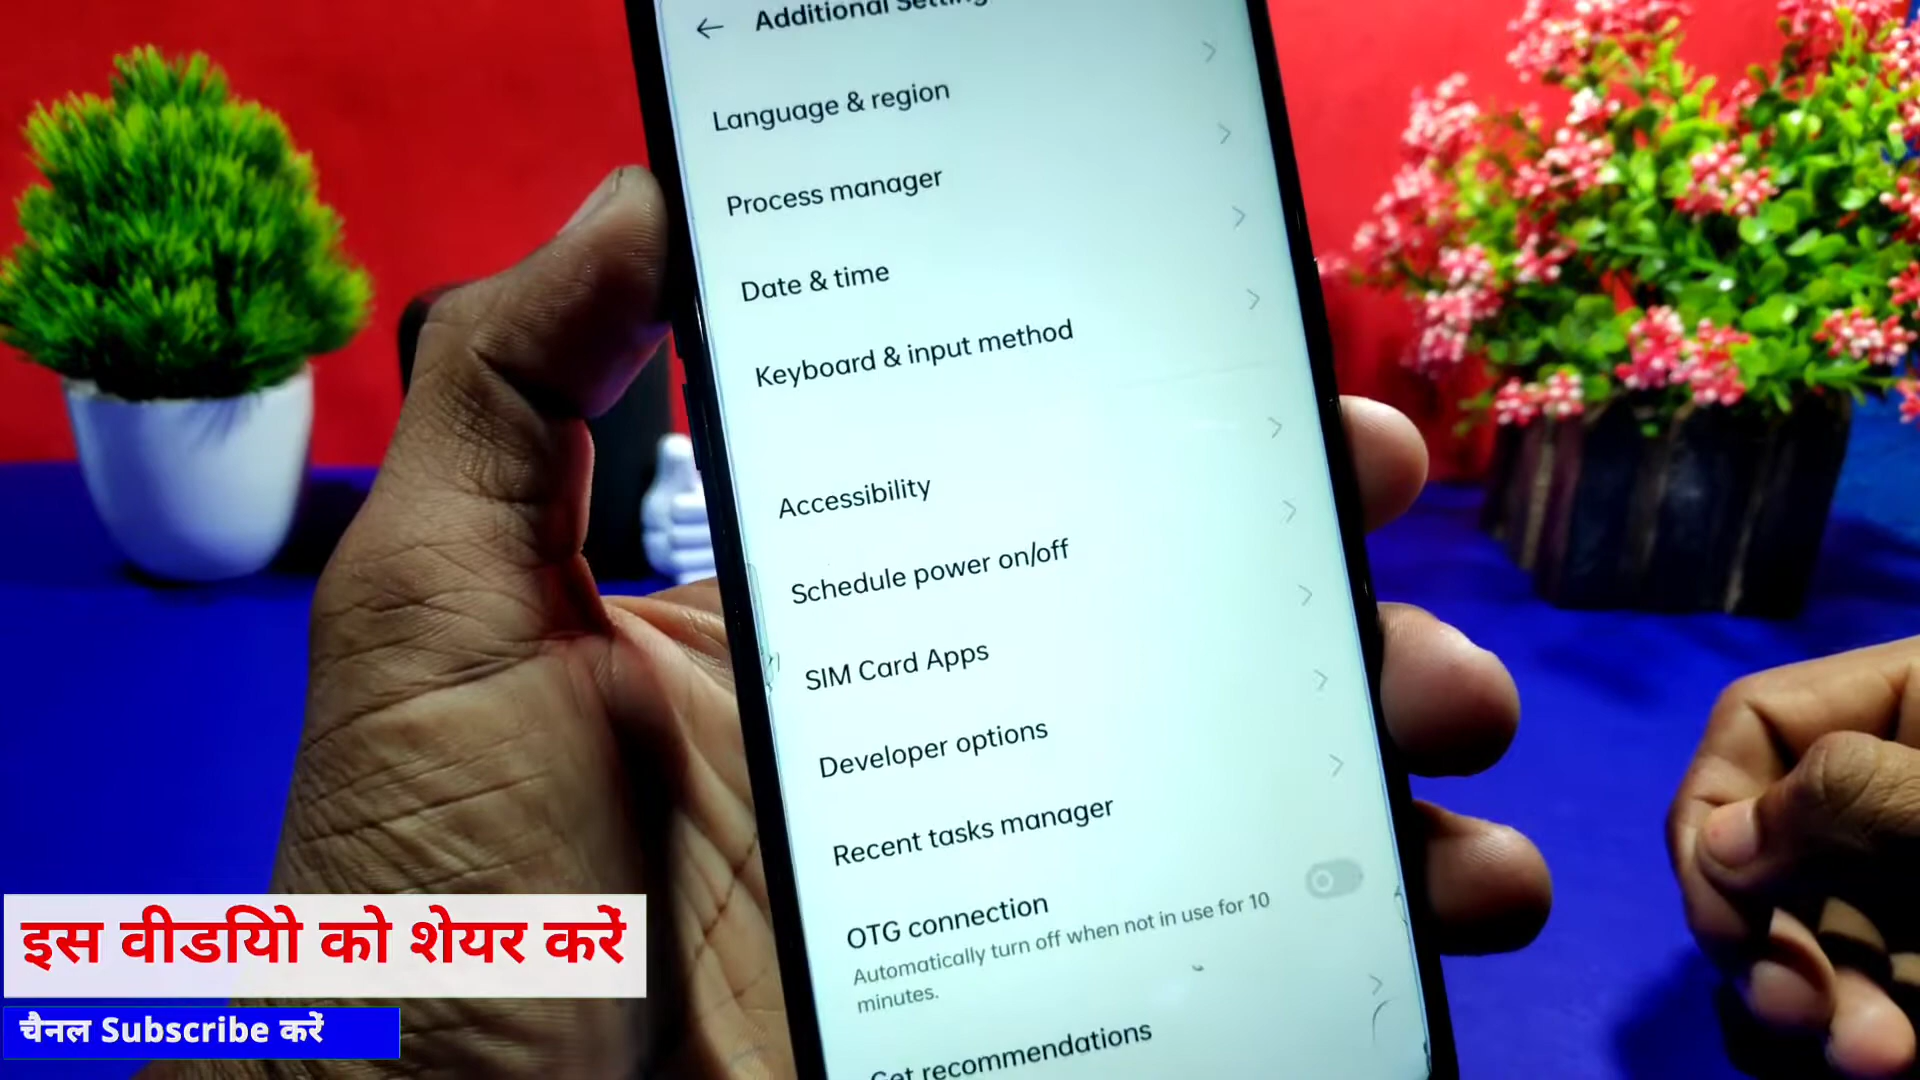 Additional Setting
Language & region
Process manager
Date & time
Keyboard & input method
Accessibility
Schedule power on/off
SIM Card Apps
Developer options
Recent tasks manager
OTG connection
Automatically turn off when not in use for 10
minutes.
Get recommendations
इस वीडियिो को शेयर करें
चैनल Subscribe करें